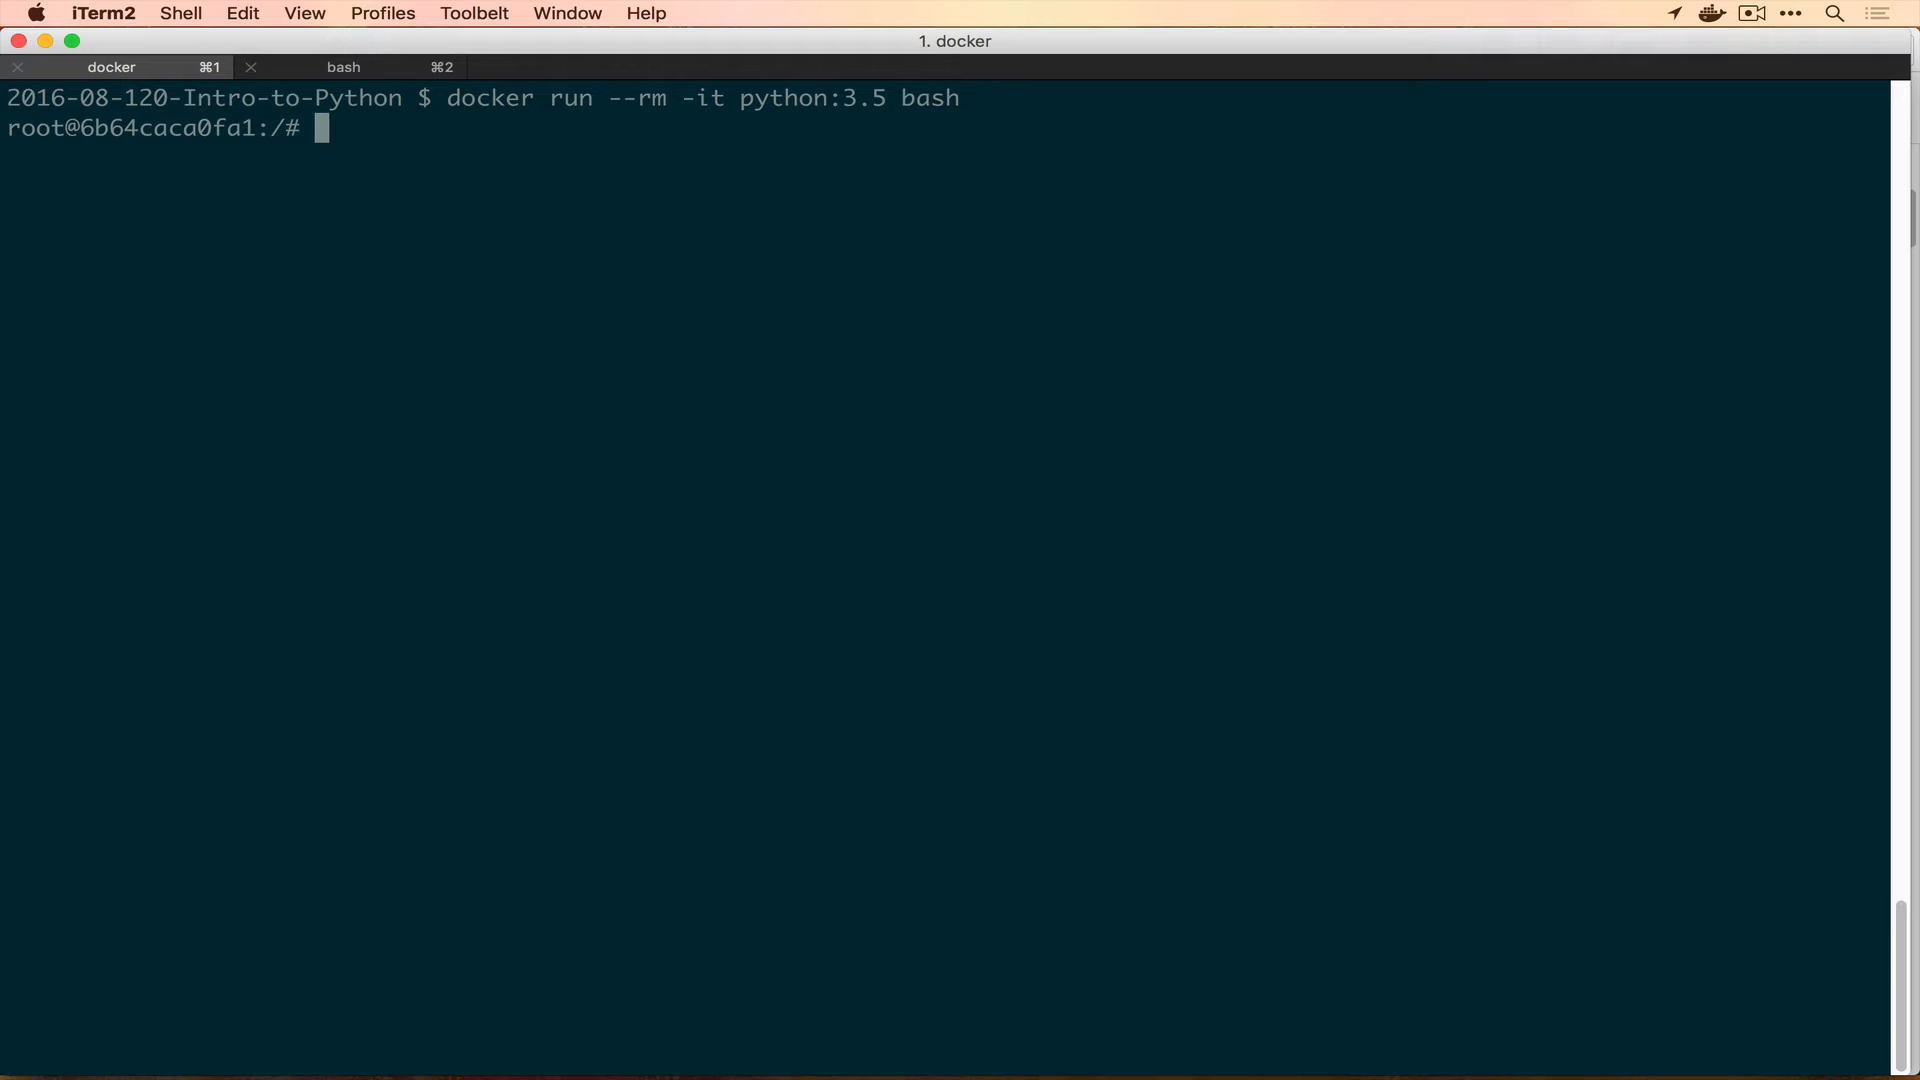 iTerm2 Shell Edit View Profiles Toolbelt Window Help
1. docker
docker ⌘1 bash ⌘2
2016-08-120-Intro-to-Python $ docker run --rm -it python:3.5 bash
root@6b64caca0fa1:/#